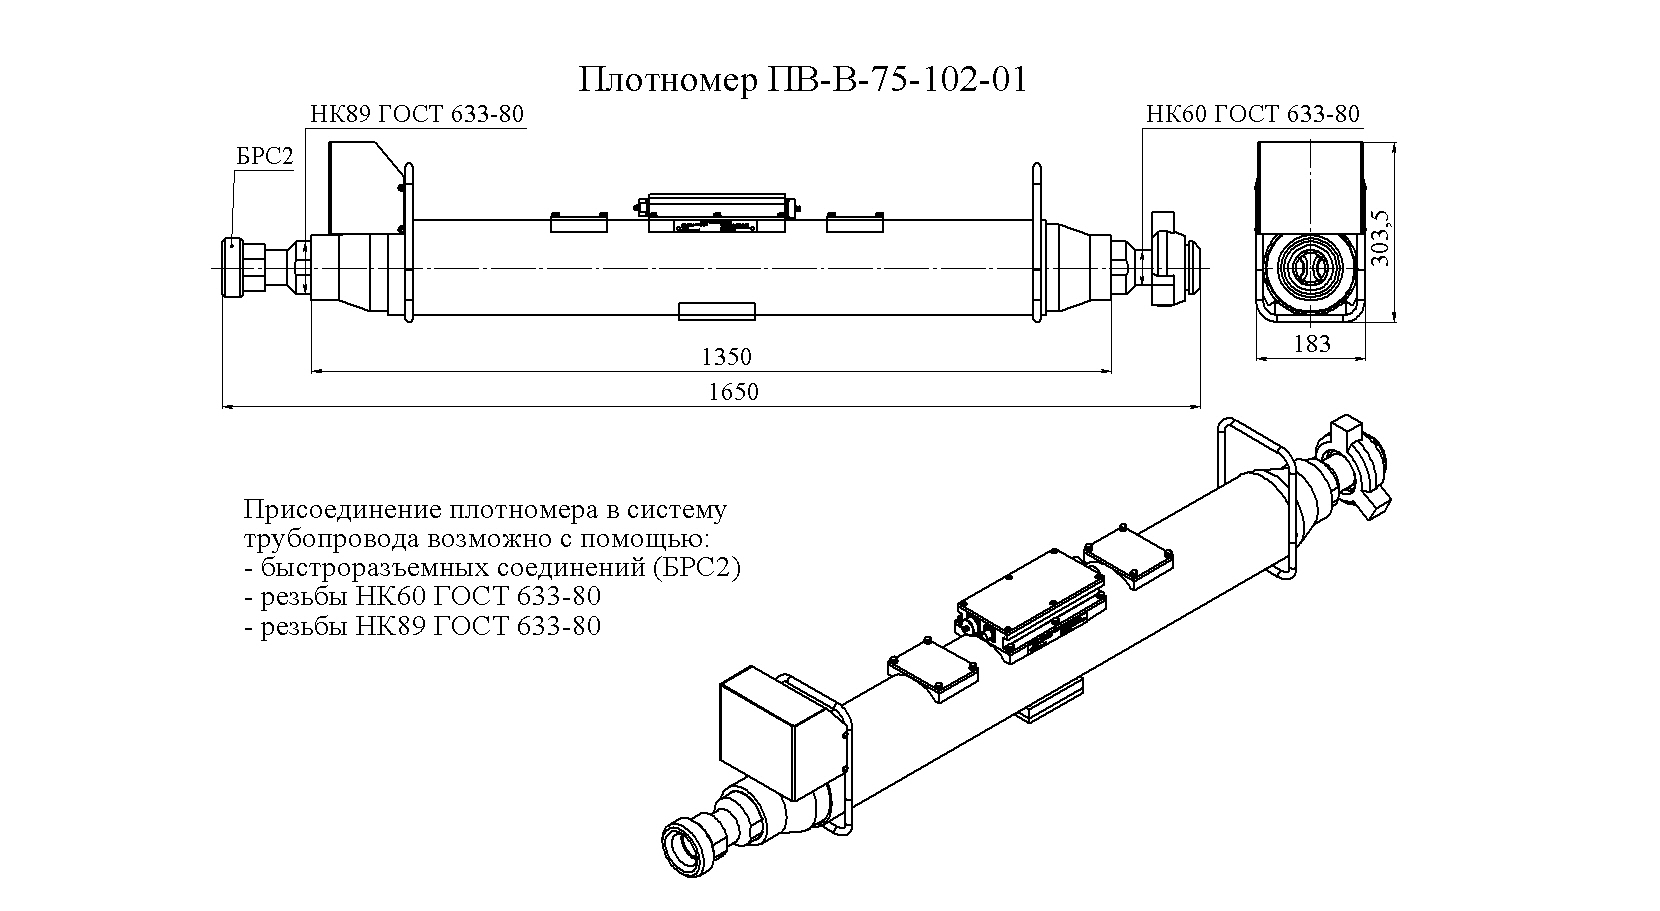 Плотномер ПВ-В-75-102-01
НК89 ГОСТ 633-80
НК60 ГОСТ 633-80
БРС2
303,5
183
1350
1650
Присоединение плотномера в систему
трубопровода возможно с помощью:
- быстроразъемных соединений (БРС2)
- резьбы НК60 ГОСТ 633-80
- резьбы НК89 ГОСТ 633-80